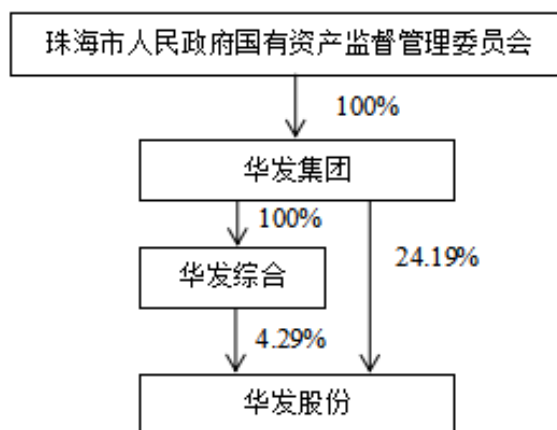 珠海市人民政府国有资产监督管理委员会
100%
华发集团
100%
24.19%
华发综合
4.29%
华发股份